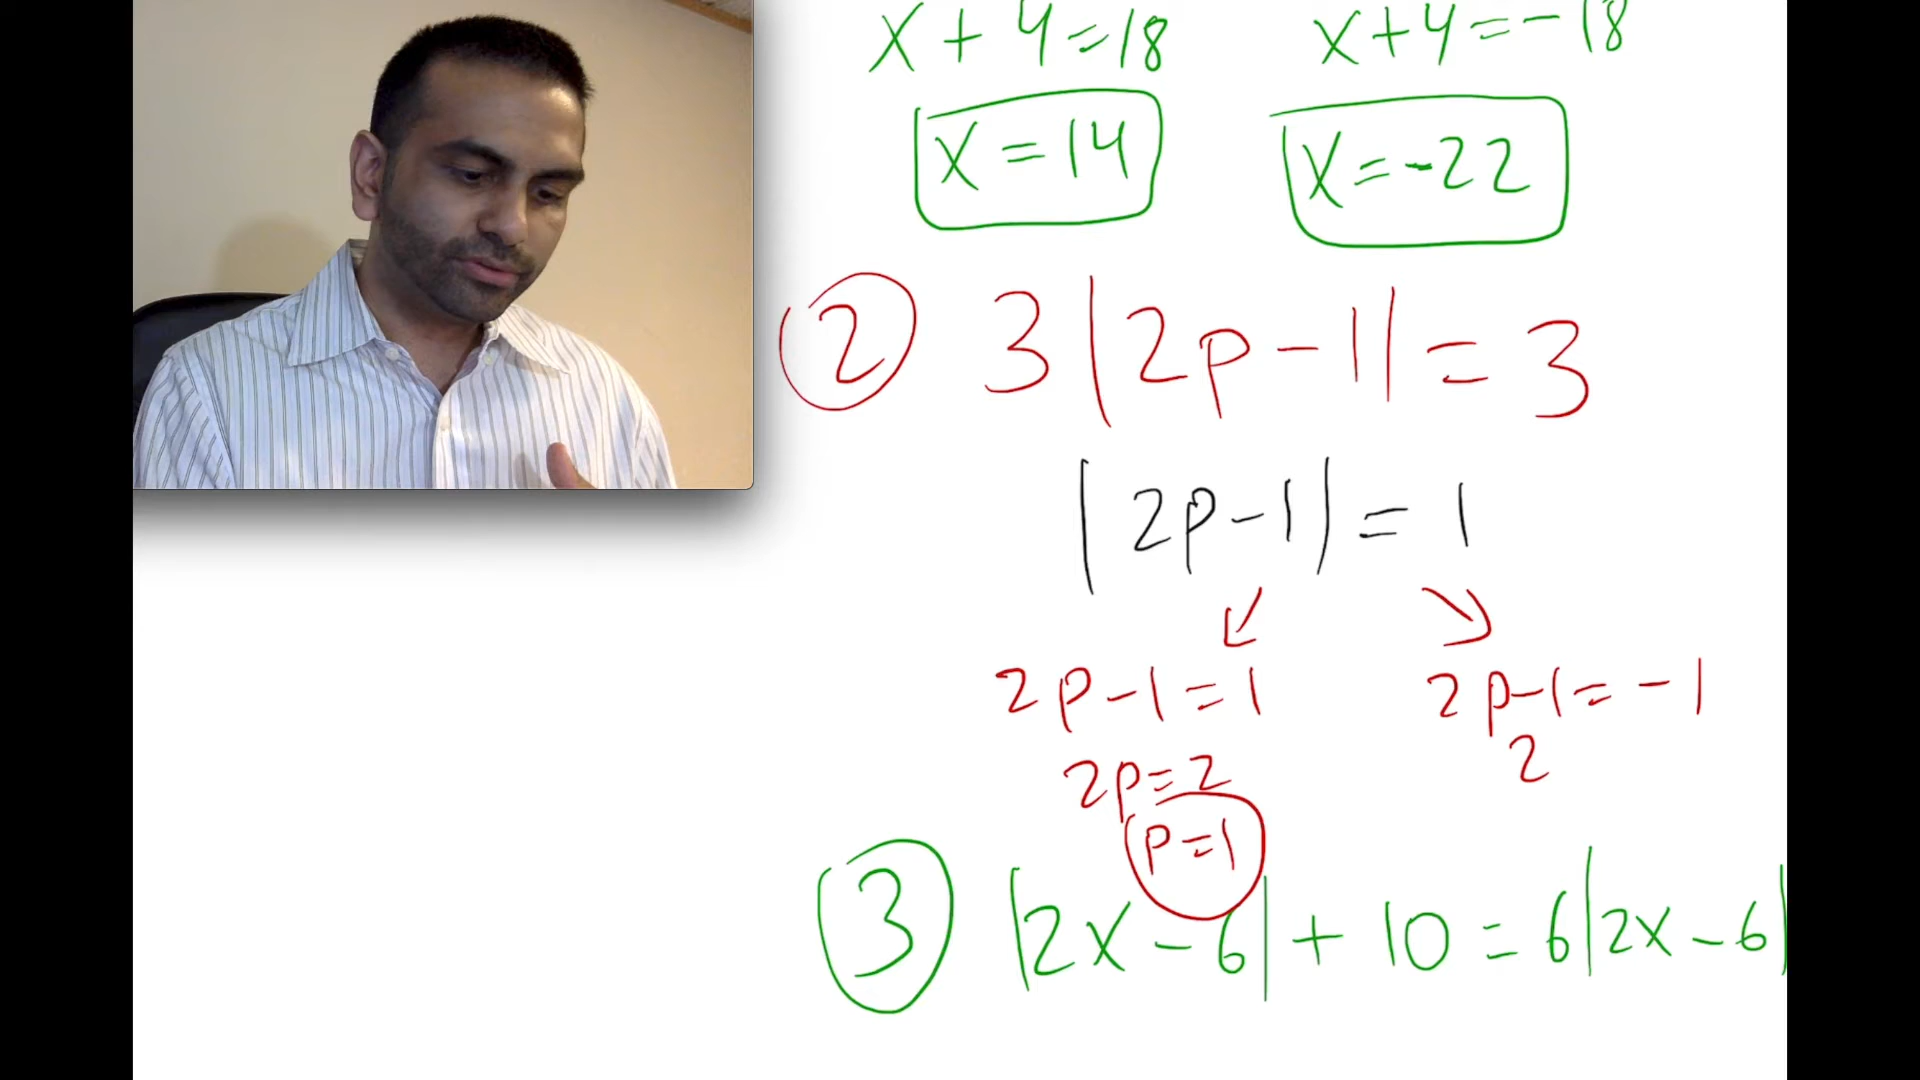 x + 4 = 18 x + 4 = -18
x = 14 x = -22
2 3|2p - 1| = 3
|2p - 1| = 1
2p - 1 = 1 2p - 1 = -1
2p = 2 2
p = 1
3 |2x - 6| + 10 = 6|2x - 6|